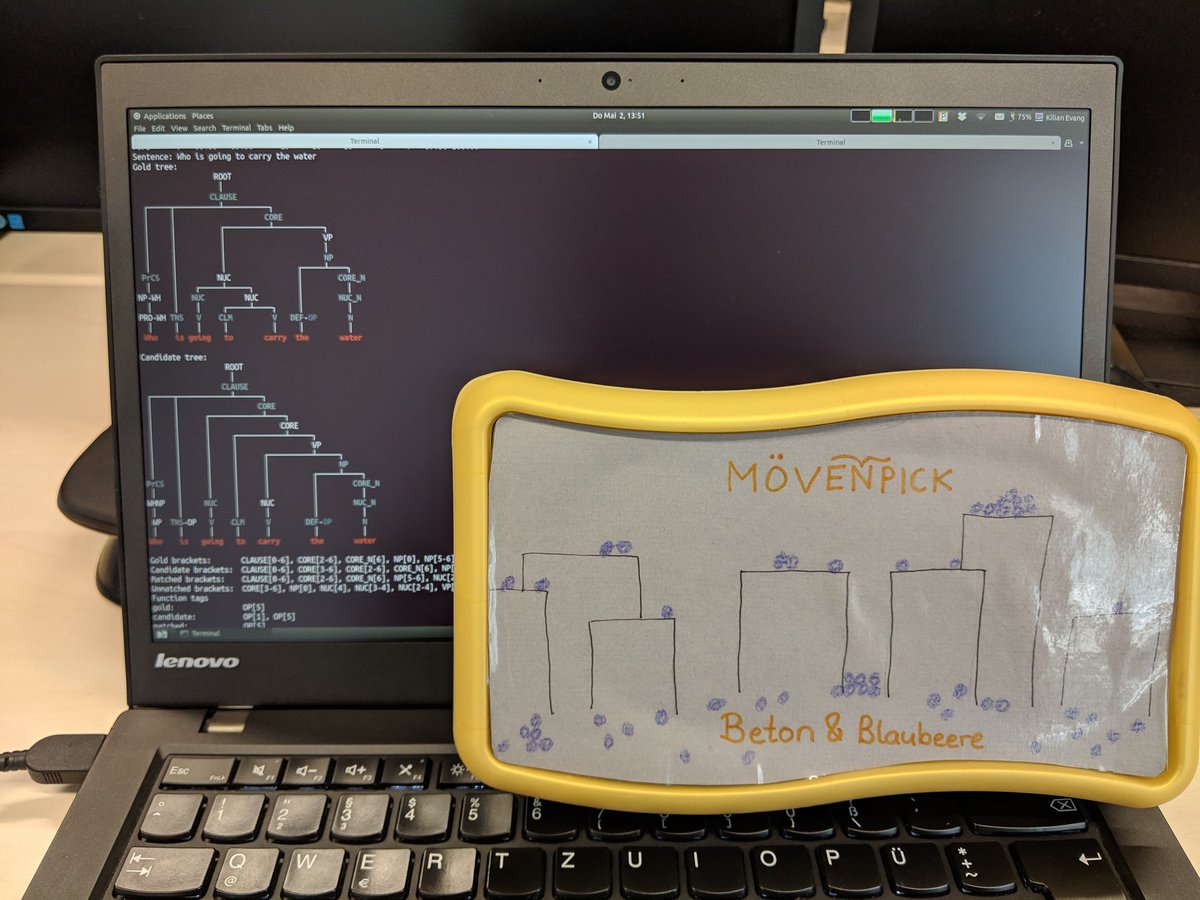 Applications Places
Do Mai 2, 13:51
75% Kilian Evang
File Edit View Search Terminal Tabs Help
Terminal
Terminal
Sentence: Who is going to carry the water
Gold tree:
ROOT
CLAUSE
CORE
VP
NP
PrCS NUC CORE_N
NP-WH NUC NUC NUC_N
PRO-WH TNS V CLM V DEF-OP N
Who is going to carry the water
Candidate tree:
ROOT
CLAUSE
CORE
CORE
VP
NP
PrCS CORE_N
WHNP NUC NUC NUC_N
WP TNS-OP V CLM V DEF-OP N
Who is going to carry the water
Gold brackets: CLAUSE[0-6], CORE[2-6], CORE_N[6], NP[0], NP[5-6]
Candidate brackets: CLAUSE[0-6], CORE[3-6], CORE[2-6], CORE_N[6],
Matched brackets: CLAUSE[0-6], CORE[2-6], CORE_N[6], NP[5-6],
Unmatched brackets: CORE[3-6], NP[0], NUC[4], NUC[3-4], NUC[2-4],
Function tags
gold: OP[5]
candidate: OP[1], OP[5]
matched: OP[5]
Terminal
lenovo
MÖVENPICK
Beton & Blaubeere
Esc FnLk F1 F2 F3 F4
° ^ ! 1 " 2 2 § 3 3 $ 4 % 5 & 6
Q @ W E € R T Z U I O P Ü * + ~